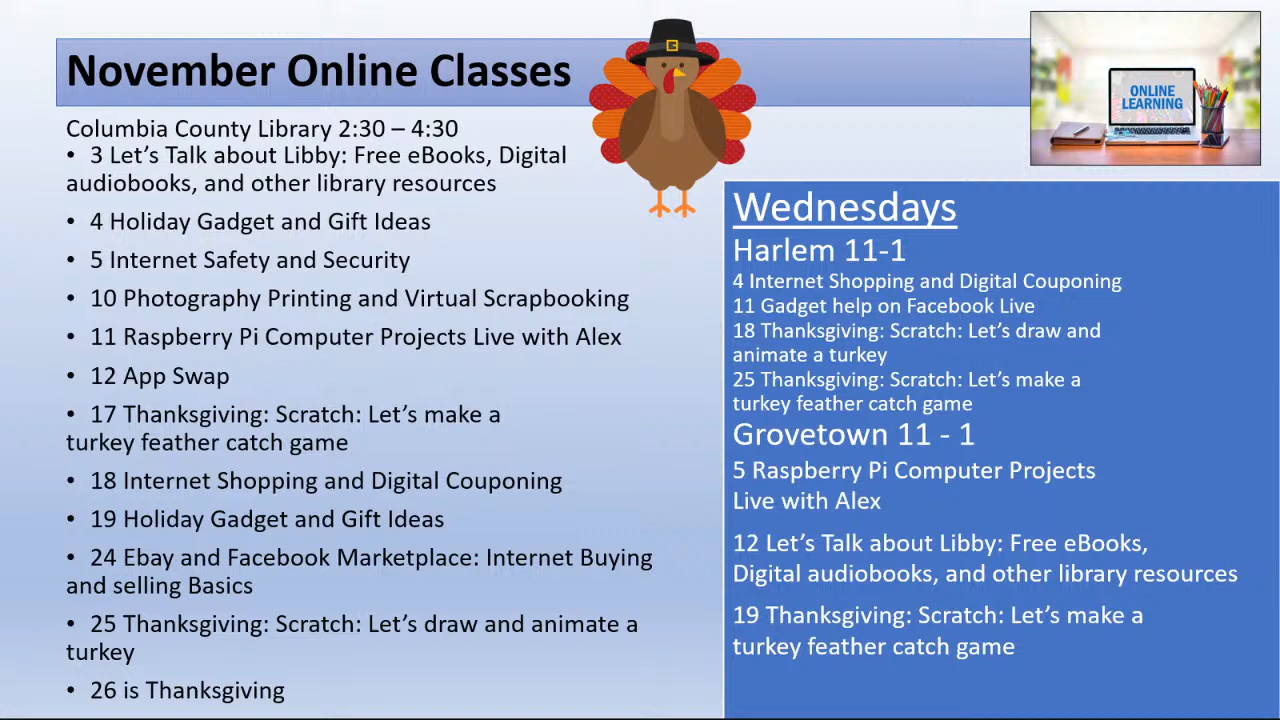 November Online Classes
ONLINE
LEARNING
Columbia County Library 2:30 – 4:30
• 3 Let's Talk about Libby: Free eBooks, Digital
audiobooks, and other library resources
• 4 Holiday Gadget and Gift Ideas
• 5 Internet Safety and Security
• 10 Photography Printing and Virtual Scrapbooking
• 11 Raspberry Pi Computer Projects Live with Alex
• 12 App Swap
• 17 Thanksgiving: Scratch: Let's make a
turkey feather catch game
• 18 Internet Shopping and Digital Couponing
• 19 Holiday Gadget and Gift Ideas
• 24 Ebay and Facebook Marketplace: Internet Buying
and selling Basics
• 25 Thanksgiving: Scratch: Let's draw and animate a
turkey
• 26 is Thanksgiving
Wednesdays
Harlem 11-1
4 Internet Shopping and Digital Couponing
11 Gadget help on Facebook Live
18 Thanksgiving: Scratch: Let's draw and
animate a turkey
25 Thanksgiving: Scratch: Let's make a
turkey feather catch game
Grovetown 11 - 1
5 Raspberry Pi Computer Projects
Live with Alex
12 Let's Talk about Libby: Free eBooks,
Digital audiobooks, and other library resources
19 Thanksgiving: Scratch: Let's make a
turkey feather catch game